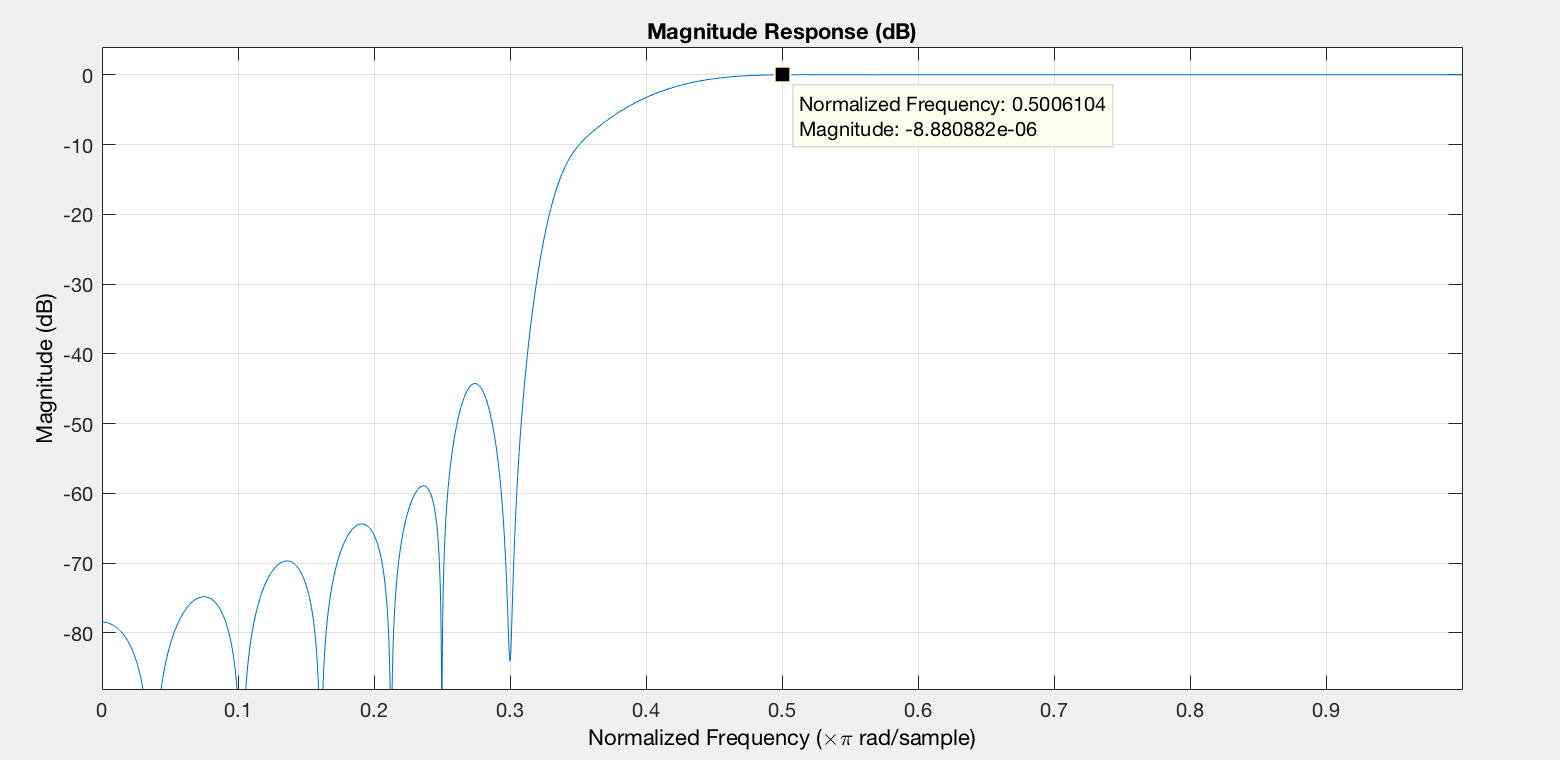 Magnitude Response (dB)
0
-10
-20
-30
-40
-50
-60
-70
-80
Magnitude (dB)
Normalized Frequency: 0.5006104
Magnitude: -8.880882e-06
0 0.1 0.2 0.3 0.4 0.5 0.6 0.7 0.8 0.9
Normalized Frequency (×π rad/sample)